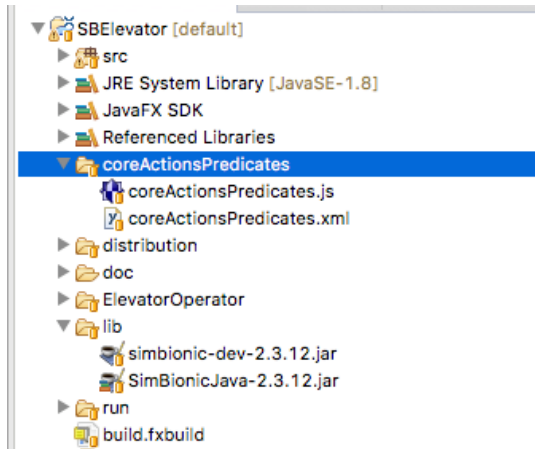 SBElevator [default]
src
JRE System Library [JavaSE-1.8]
JavaFX SDK
Referenced Libraries
coreActionsPredicates
coreActionsPredicates.js
coreActionsPredicates.xml
distribution
doc
ElevatorOperator
lib
simbionic-dev-2.3.12.jar
SimBionicJava-2.3.12.jar
run
build.fxbuild